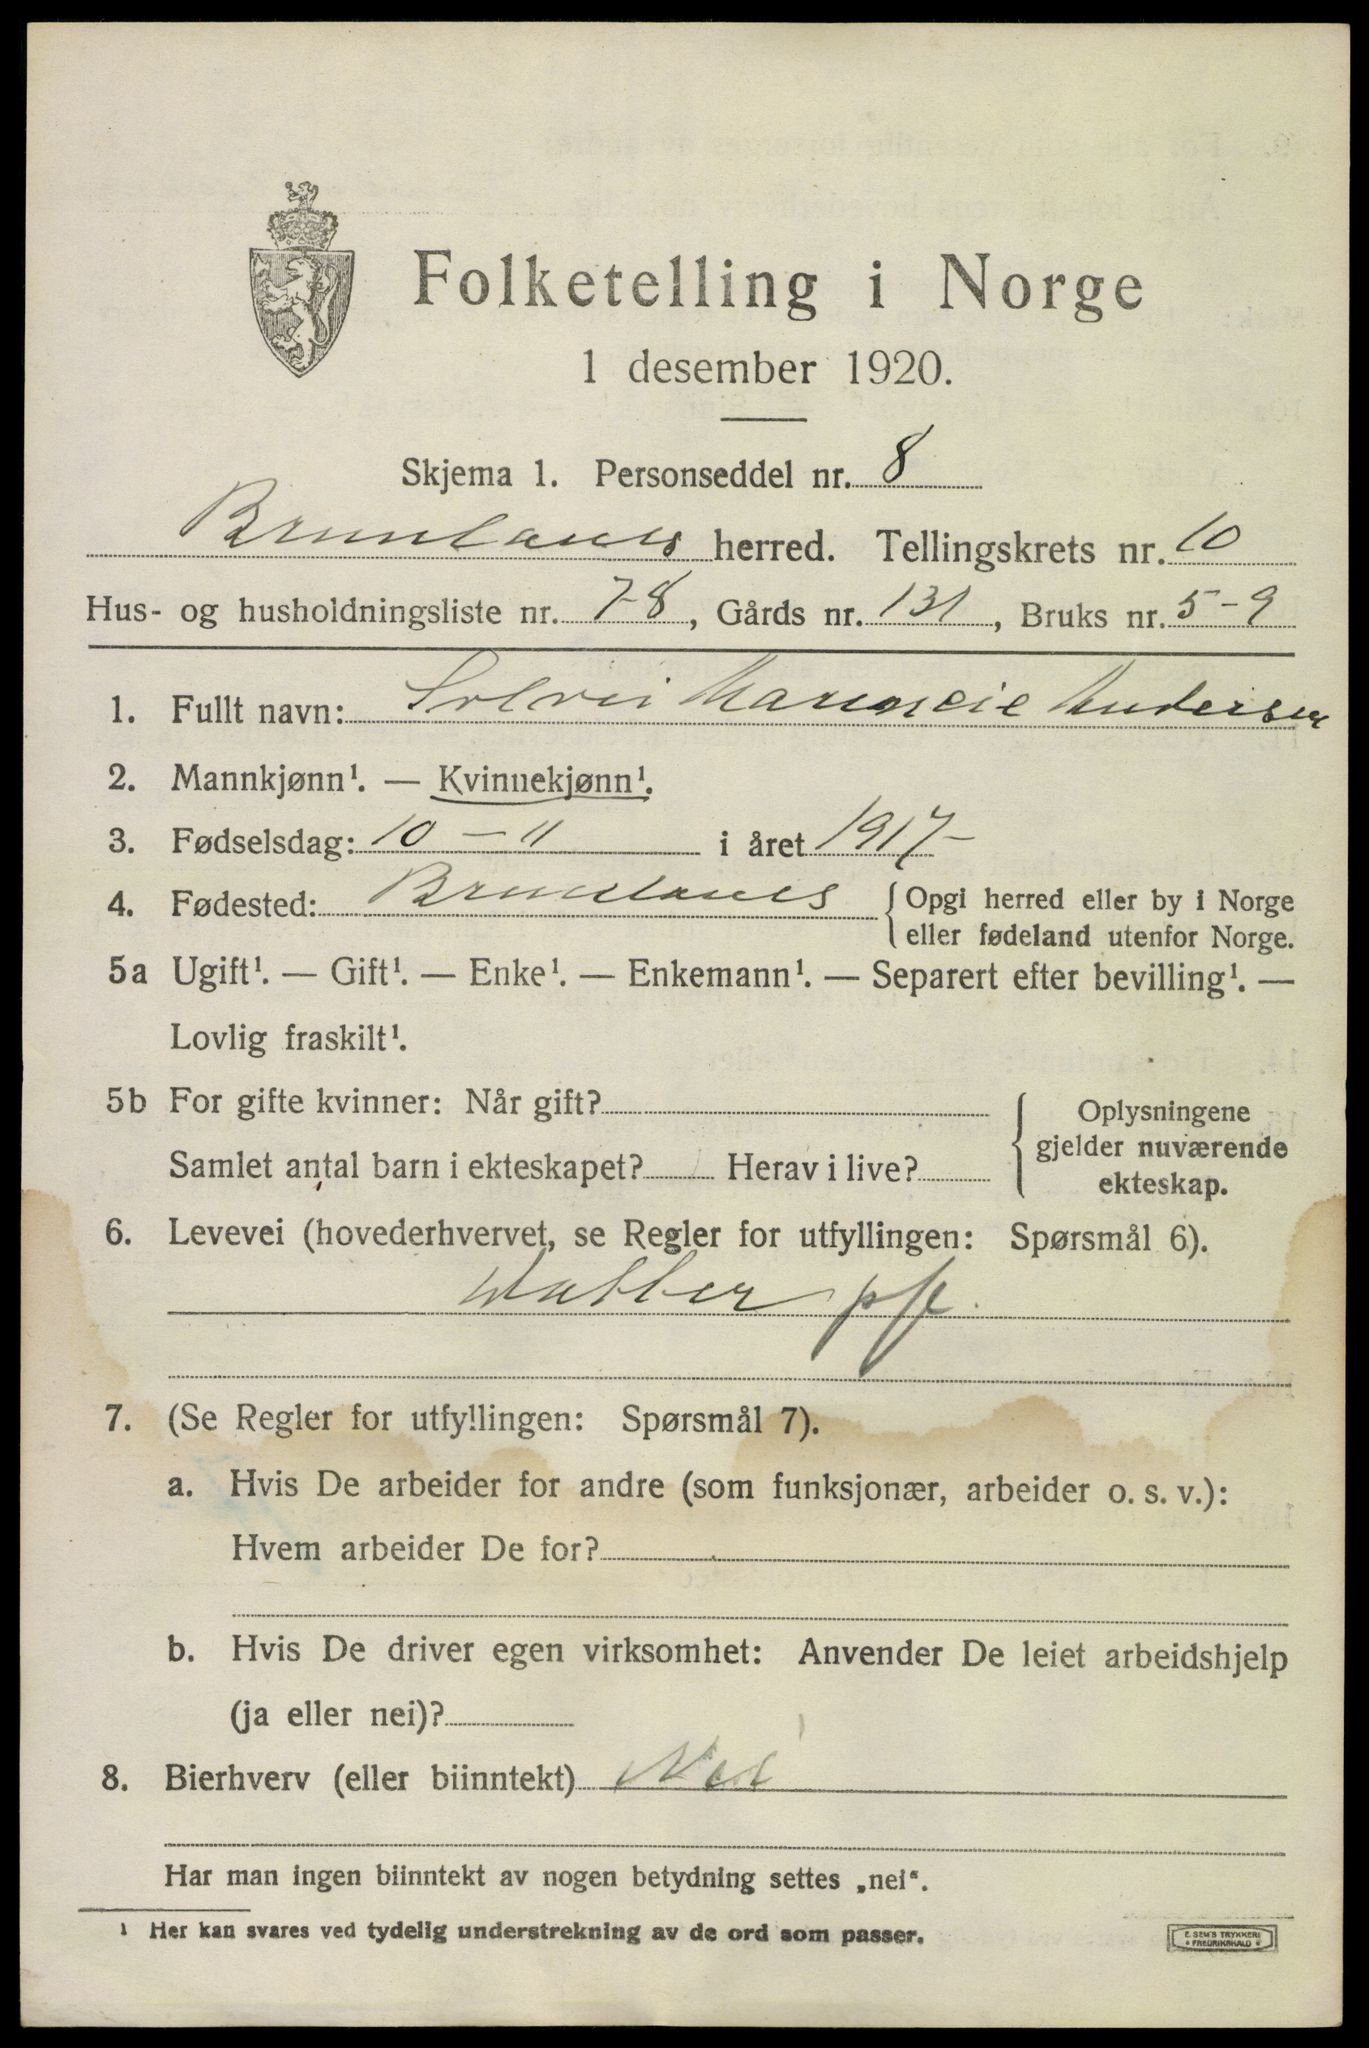 Folketelling i Norge
1 desember 1920.
Skjema 1. Personseddel nr. 8
Brunlanes herred. Tellingskrets nr. 10
Hus- og husholdningsliste nr. 7-8, Gårds nr. 131, Bruks nr. 5-9
1. Fullt navn: Solvei Andersen
2. Mannkjønn¹. — Kvinnekjønn¹.
3. Fødselsdag: 10 - 11 i året 1917-
4. Fødested: Brunlanes { Opgi herred eller by i Norge
eller fødeland utenfor Norge.
5a Ugift¹. — Gift¹. — Enke¹. — Enkemann¹. — Separert efter bevilling¹. —
Lovlig fraskilt¹.
5b For gifte kvinner: Når gift?
Samlet antal barn i ekteskapet? Herav i live?
{ Oplysningene
gjelder nuværende
ekteskap.
6. Levevei (hovederhvervet, se Regler for utfyllingen: Spørsmål 6).
Datter
7. (Se Regler for utfyllingen: Spørsmål 7).
a. Hvis De arbeider for andre (som funksjonær, arbeider o. s. v.):
Hvem arbeider De for?
b. Hvis De driver egen virksomhet: Anvender De leiet arbeidshjelp
(ja eller nei)?
8. Bierhverv (eller biinntekt) Nei
Har man ingen biinntekt av nogen betydning settes „nei“.
¹ Her kan svares ved tydelig understrekning av de ord som passer.
E. SEM'S TRYKKERI
FREDRIKSHALD